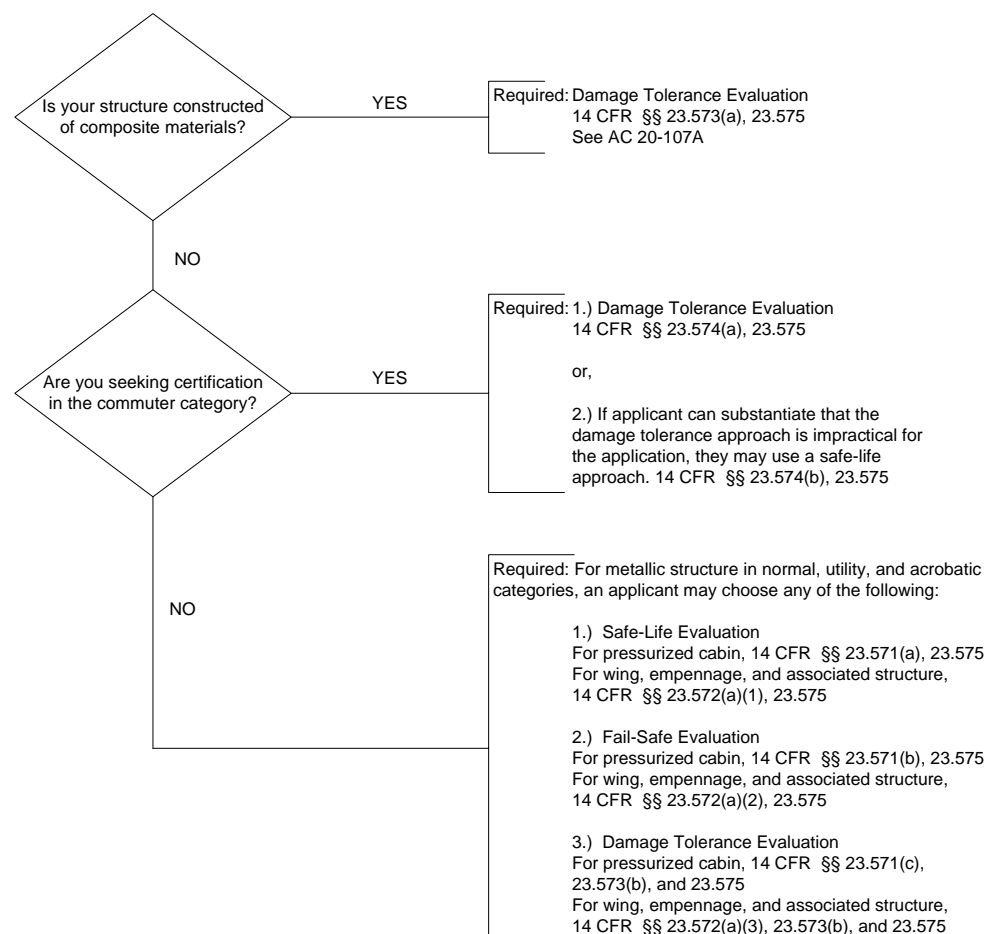 Is your structure constructed
of composite materials?
YES
Required: Damage Tolerance Evaluation
14 CFR §§ 23.573(a), 23.575
See AC 20-107A
NO
Are you seeking certification
in the commuter category?
YES
Required: 1.) Damage Tolerance Evaluation
14 CFR §§ 23.574(a), 23.575
or,
2.) If applicant can substantiate that the
damage tolerance approach is impractical for
the application, they may use a safe-life
approach. 14 CFR §§ 23.574(b), 23.575
NO
Required: For metallic structure in normal, utility, and acrobatic
categories, an applicant may choose any of the following:
1.) Safe-Life Evaluation
For pressurized cabin, 14 CFR §§ 23.571(a), 23.575
For wing, empennage, and associated structure,
14 CFR §§ 23.572(a)(1), 23.575
2.) Fail-Safe Evaluation
For pressurized cabin, 14 CFR §§ 23.571(b), 23.575
For wing, empennage, and associated structure,
14 CFR §§ 23.572(a)(2), 23.575
3.) Damage Tolerance Evaluation
For pressurized cabin, 14 CFR §§ 23.571(c),
23.573(b), and 23.575
For wing, empennage, and associated structure,
14 CFR §§ 23.572(a)(3), 23.573(b), and 23.575